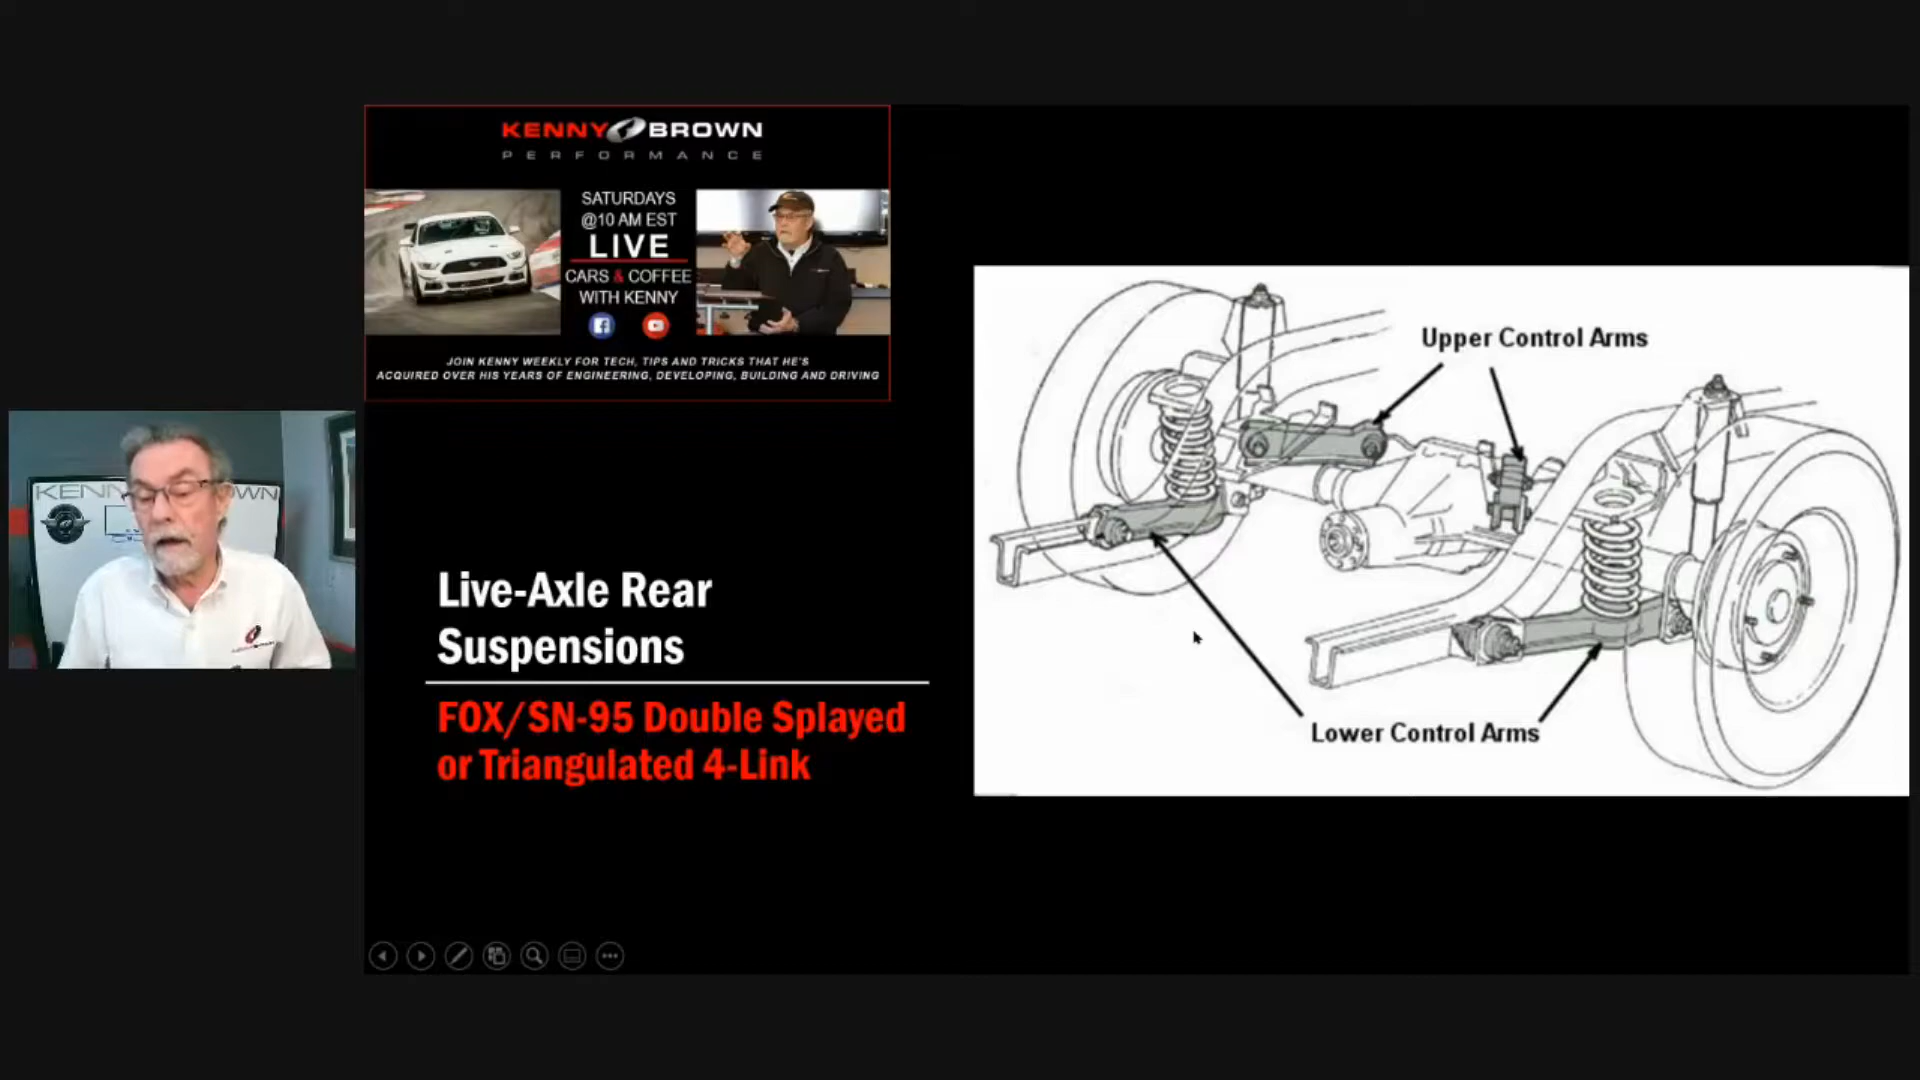 KENNY BROWN
PERFORMANCE
SATURDAYS
@10 AM EST
LIVE
CARS & COFFEE
WITH KENNY
JOIN KENNY WEEKLY FOR TECH, TIPS AND TRICKS THAT HE'S
ACQUIRED OVER HIS YEARS OF ENGINEERING, DEVELOPING, BUILDING AND DRIVING
KENNY BROWN
Live-Axle Rear
Suspensions
FOX/SN-95 Double Splayed
or Triangulated 4-Link
Upper Control Arms
Lower Control Arms